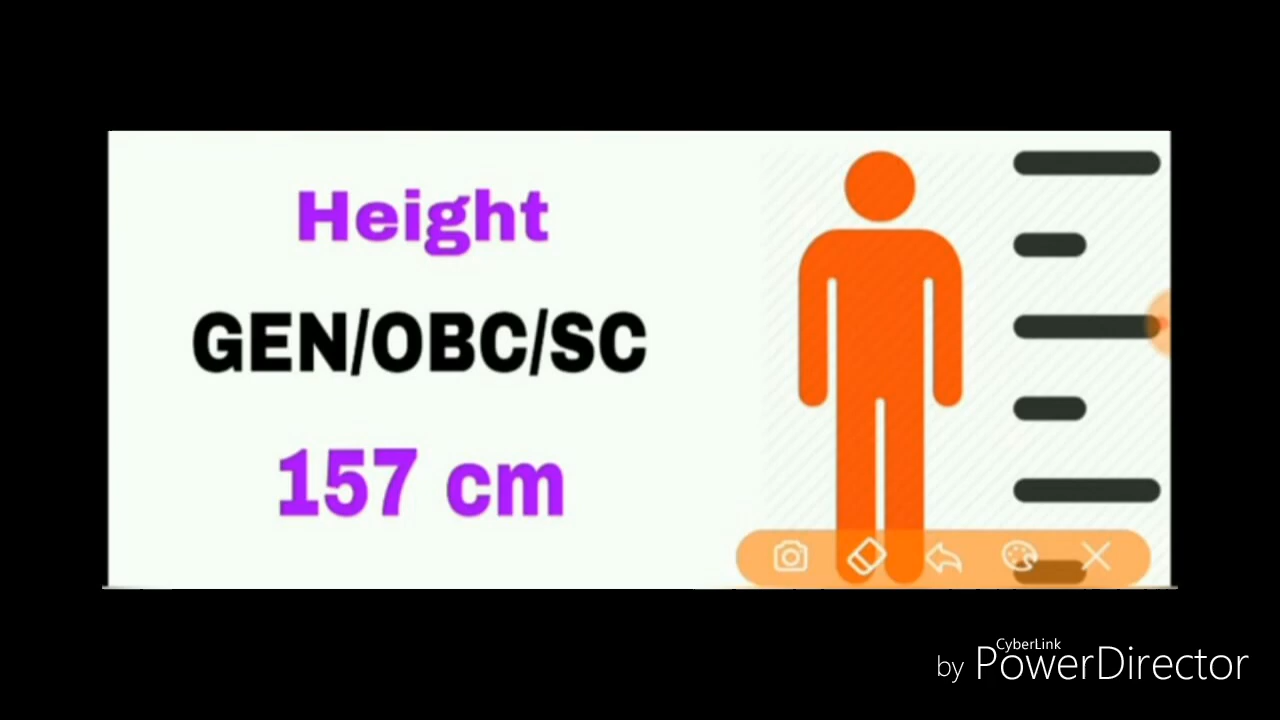 Height
GEN/OBC/SC
157 cm
CyberLink
by PowerDirector